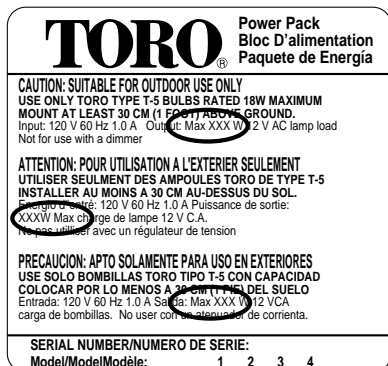 TORO®
Power Pack
Bloc D'alimentation
Paquete de Energía
CAUTION: SUITABLE FOR OUTDOOR USE ONLY
USE ONLY TORO TYPE T-5 BULBS RATED 18W MAXIMUM
MOUNT AT LEAST 30 CM (1 FOOT) ABOVE GROUND.
Input: 120 V 60 Hz 1.0 A Output: Max XXX W 12 V AC lamp load
Not for use with a dimmer
ATTENTION: POUR UTILISATION A L'EXTERIER SEULEMENT
UTILISER SEULMENT DES AMPOULES TORO DE TYPE T-5
INSTALLER AU MOINS A 30 CM AU-DESSUS DU SOL.
Energio d'entré: 120 V 60 Hz 1.0 A Puissance de sortie:
XXXW Max charge de lampe 12 V C.A.
Ne pas utiliser avec un régulateur de tension
PRECAUCION: APTO SOLAMENTE PARA USO EN EXTERIORES
USE SOLO BOMBILLAS TORO TIPO T-5 CON CAPACIDAD
COLOCAR POR LO MENOS A 30 CM (1 PIE) DEL SUELO
Entrada: 120 V 60 Hz 1.0 A Salida: Max XXX W 12 VCA
carga de bombillas. No user con un atenuador de corrienta.
SERIAL NUMBER/NUMERO DE SERIE:
Model/ModelModèle: 1 2 3 4